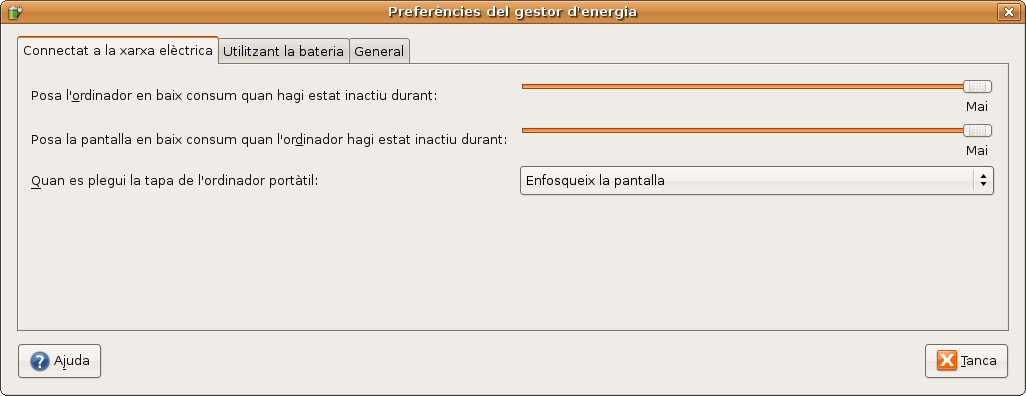 Preferències del gestor d'energia
Connectat a la xarxa elèctrica Utilitzant la bateria General
Posa l'ordinador en baix consum quan hagi estat inactiu durant:
Mai
Posa la pantalla en baix consum quan l'ordinador hagi estat inactiu durant:
Mai
Quan es plegui la tapa de l'ordinador portàtil: Enfosqueix la pantalla
Ajuda Tanca